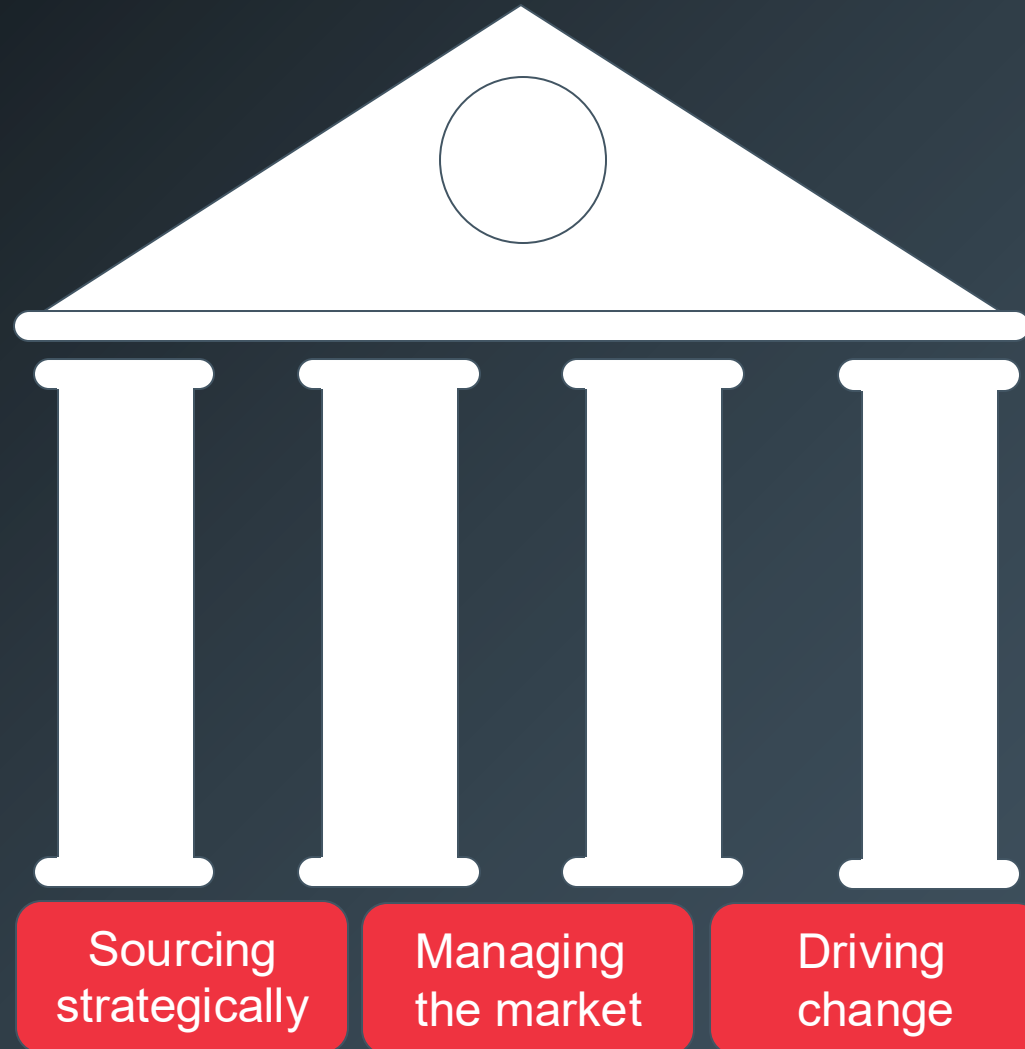 Sourcing
strategically
Managing
the market
Driving
change